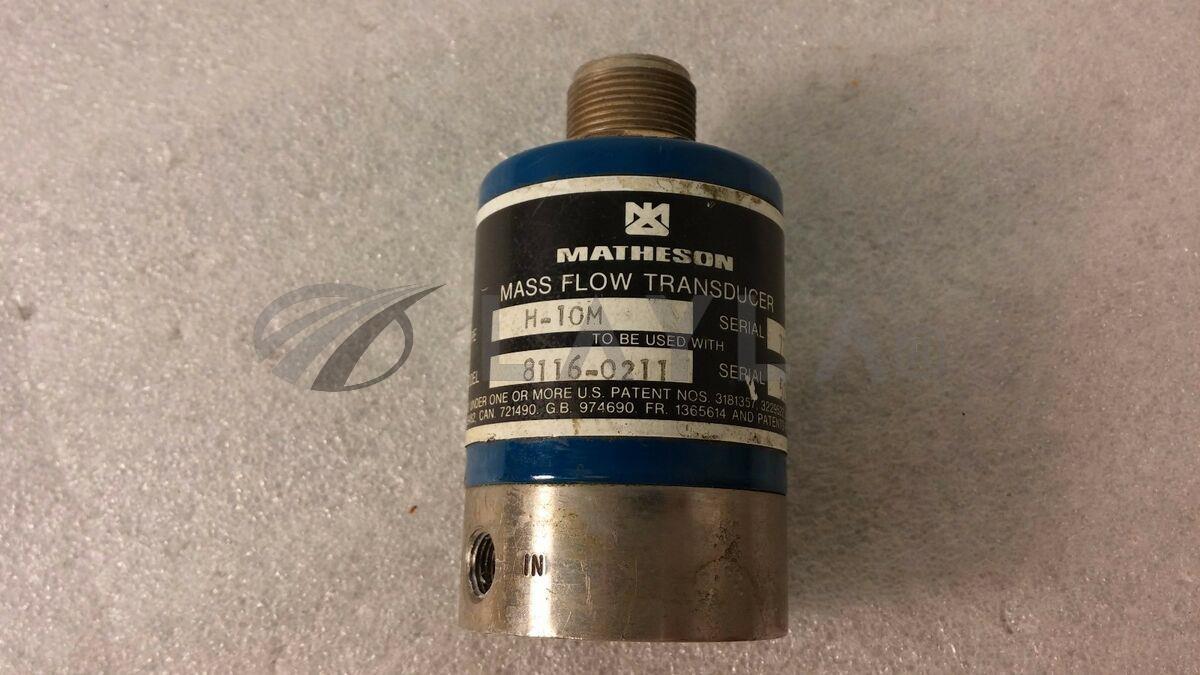 MATHESON
MASS FLOW TRANSDUCER
H-10M SERIAL
TO BE USED WITH
8116-0211 SERIAL
UNDER ONE OR MORE U.S. PATENT NOS. 3181357,
CAN. 721490. G.B. 974690. FR. 1365614 AND
IN